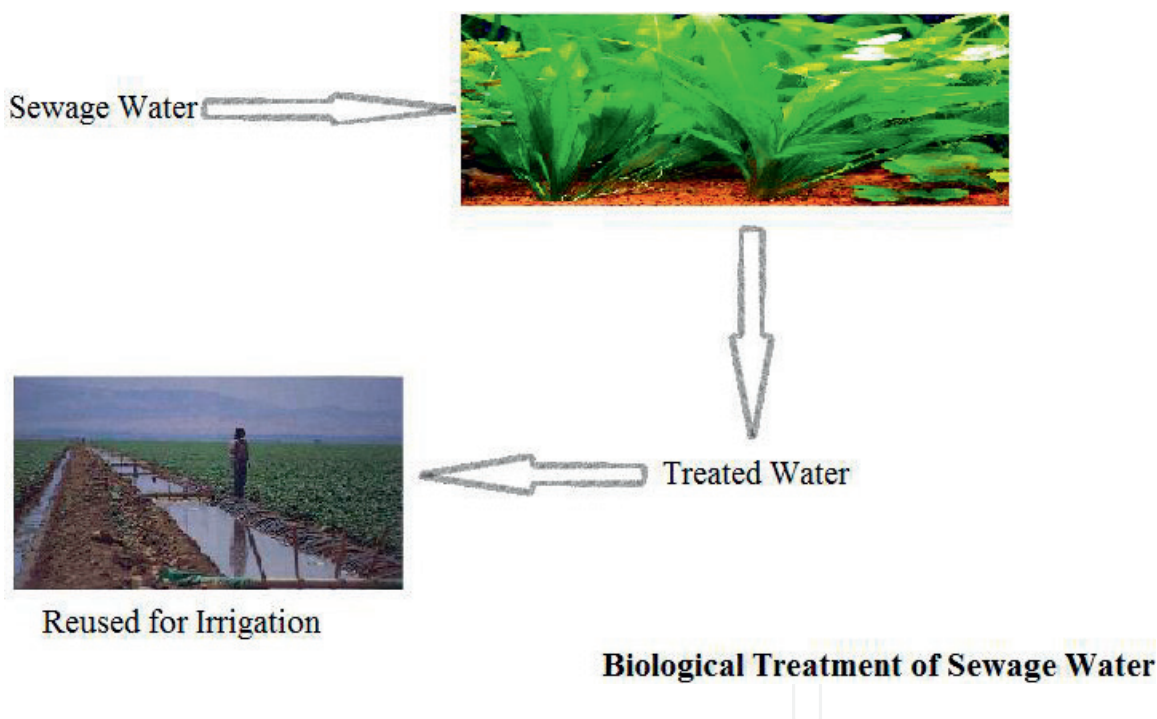 Sewage Water
Treated Water
Reused for Irrigation
Biological Treatment of Sewage Water